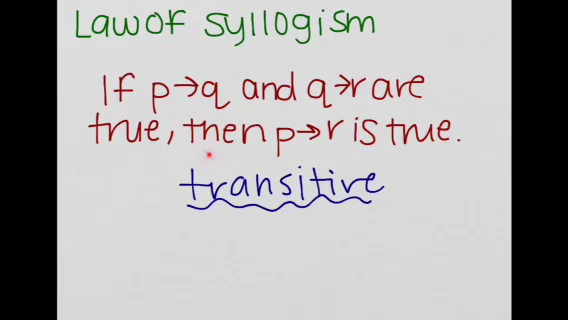 Law of syllogism
If p→q and q→r are
true, then p→r is true.
transitive